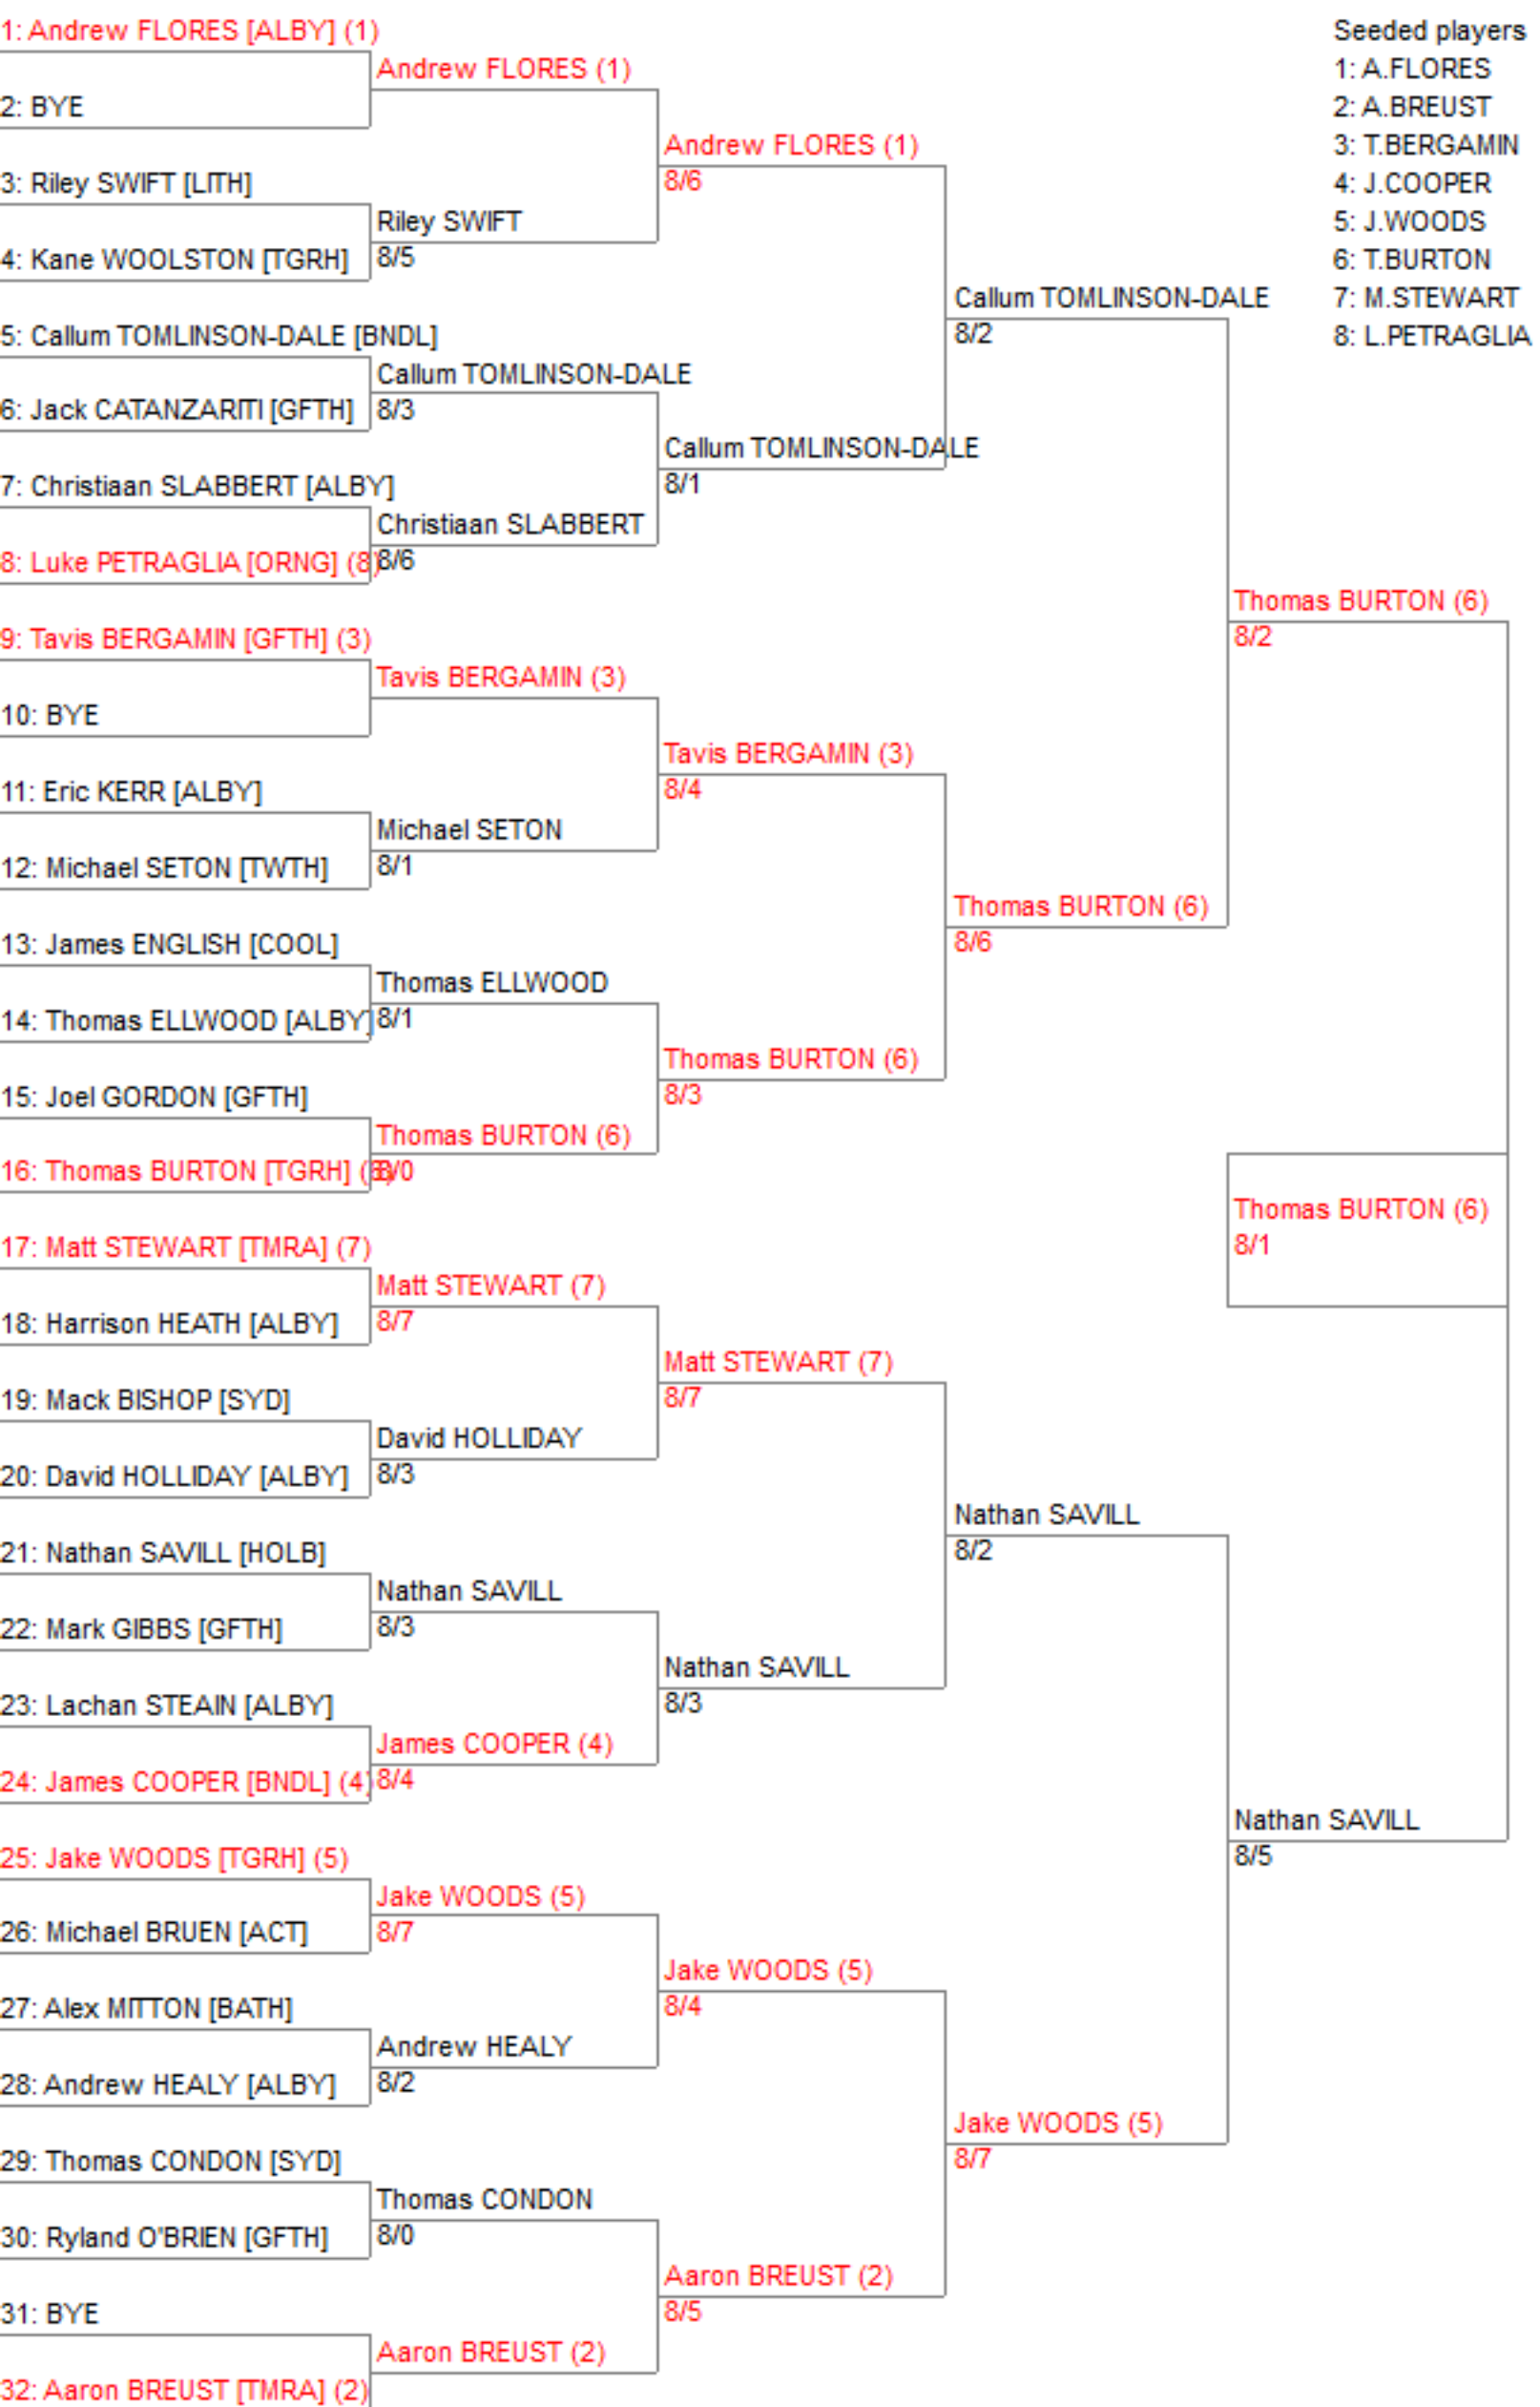 1: Andrew FLORES [ALBY] (1)
2: BYE
3: Riley SWIFT [LITH]
4: Kane WOOLSTON [TGRH]
5: Callum TOMLINSON-DALE [BNDL]
6: Jack CATANZARITI [GFTH]
7: Christiaan SLABBERT [ALBY]
8: Luke PETRAGLIA [ORNG] (8)
9: Tavis BERGAMIN [GFTH] (3)
10: BYE
11: Eric KERR [ALBY]
12: Michael SETON [TWTH]
13: James ENGLISH [COOL]
14: Thomas ELLWOOD [ALBY]
15: Joel GORDON [GFTH]
16: Thomas BURTON [TGRH] (6)
17: Matt STEWART [TMRA] (7)
18: Harrison HEATH [ALBY]
19: Mack BISHOP [SYD]
20: David HOLLIDAY [ALBY]
21: Nathan SAVILL [HOLB]
22: Mark GIBBS [GFTH]
23: Lachan STEAIN [ALBY]
24: James COOPER [BNDL] (4)
25: Jake WOODS [TGRH] (5)
26: Michael BRUEN [ACT]
27: Alex MITTON [BATH]
28: Andrew HEALY [ALBY]
29: Thomas CONDON [SYD]
30: Ryland O'BRIEN [GFTH]
31: BYE
32: Aaron BREUST [TMRA] (2)
Andrew FLORES (1)
Riley SWIFT
8/5
Callum TOMLINSON-DALE
8/3
Christiaan SLABBERT
8/6
Tavis BERGAMIN (3)
Michael SETON
8/1
Thomas ELLWOOD
8/1
Thomas BURTON (6)
8/0
Matt STEWART (7)
8/7
David HOLLIDAY
8/3
Nathan SAVILL
8/3
James COOPER (4)
8/4
Jake WOODS (5)
8/7
Andrew HEALY
8/2
Thomas CONDON
8/0
Aaron BREUST (2)
Andrew FLORES (1)
8/6
Callum TOMLINSON-DALE
8/1
Tavis BERGAMIN (3)
8/4
Thomas BURTON (6)
8/3
Matt STEWART (7)
8/7
Nathan SAVILL
8/3
Jake WOODS (5)
8/4
Aaron BREUST (2)
8/5
Callum TOMLINSON-DALE
8/2
Thomas BURTON (6)
8/6
Nathan SAVILL
8/2
Jake WOODS (5)
8/7
Thomas BURTON (6)
8/2
Thomas BURTON (6)
8/1
Nathan SAVILL
8/5
Seeded players
1: A.FLORES
2: A.BREUST
3: T.BERGAMIN
4: J.COOPER
5: J.WOODS
6: T.BURTON
7: M.STEWART
8: L.PETRAGLIA